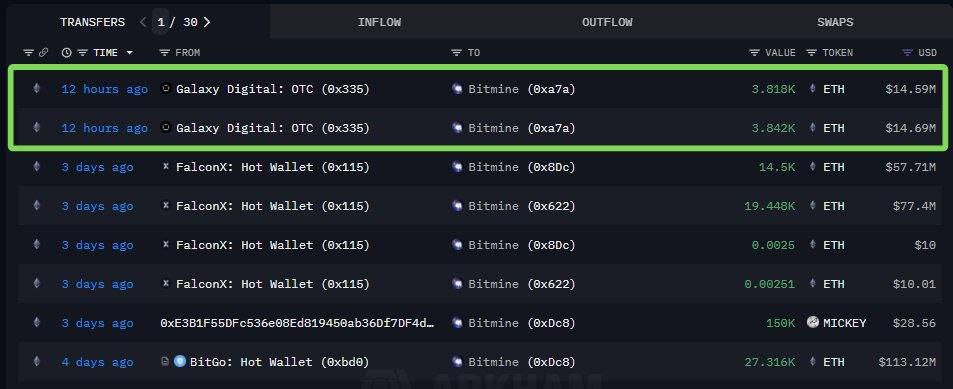 TRANSFERS 1 / 30 INFLOW OUTFLOW SWAPS
TIME FROM TO VALUE TOKEN USD
12 hours ago Galaxy Digital: OTC (0x335) Bitmine (0xa7a) 3.818K ETH $14.59M
12 hours ago Galaxy Digital: OTC (0x335) Bitmine (0xa7a) 3.842K ETH $14.69M
3 days ago FalconX: Hot Wallet (0x115) Bitmine (0x8Dc) 14.5K ETH $57.71M
3 days ago FalconX: Hot Wallet (0x115) Bitmine (0x622) 19.448K ETH $77.4M
3 days ago FalconX: Hot Wallet (0x115) Bitmine (0x8Dc) 0.0025 ETH $10
3 days ago FalconX: Hot Wallet (0x115) Bitmine (0x622) 0.00251 ETH $10.01
3 days ago 0xE3B1F55DFc536e08Ed819450ab36Df7DF4d… Bitmine (0xDc8) 150K MICKEY $28.56
4 days ago BitGo: Hot Wallet (0xbd0) Bitmine (0xDc8) 27.316K ETH $113.12M
ARKHAM